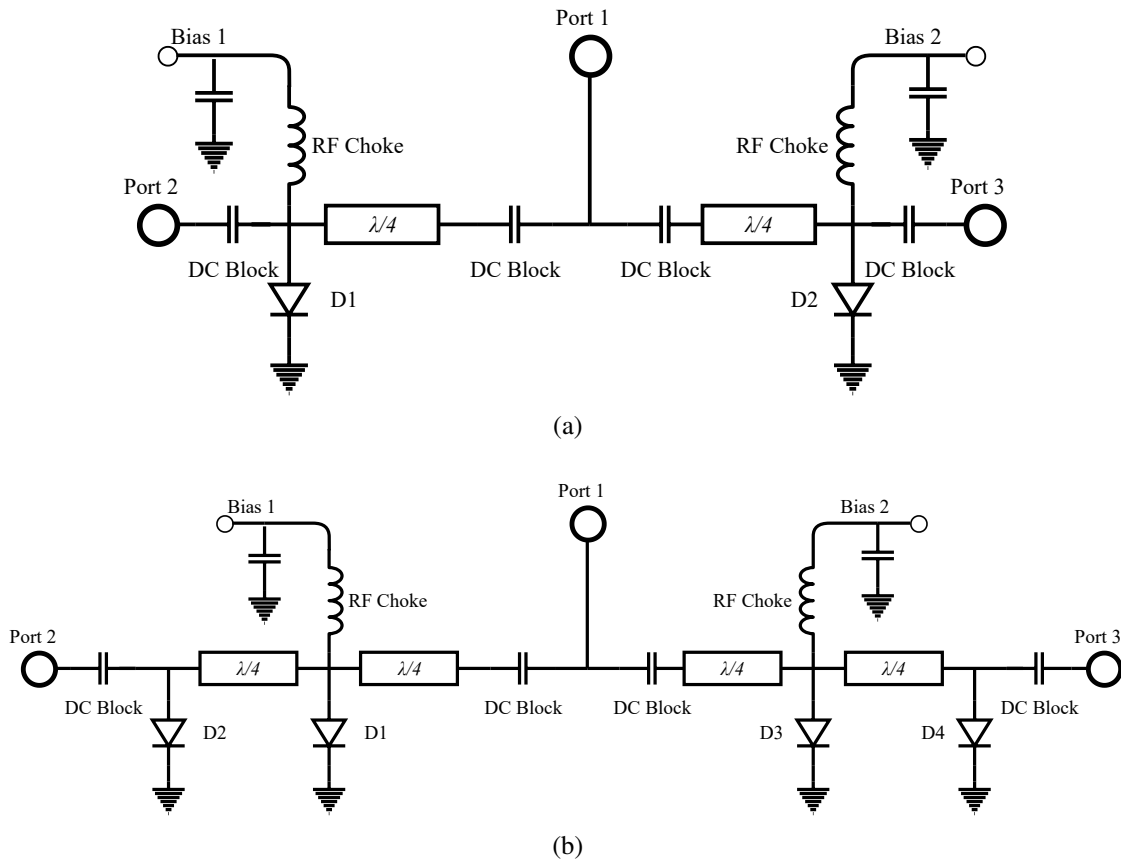 Port 1
Bias 1
Bias 2
RF Choke
RF Choke
Port 2
Port 3
λ/4
λ/4
DC Block
DC Block
DC Block
DC Block
D1
D2
(a)
Port 1
Bias 1
Bias 2
RF Choke
RF Choke
Port 2
Port 3
λ/4
λ/4
λ/4
λ/4
DC Block
DC Block
DC Block
DC Block
D2
D1
D3
D4
(b)